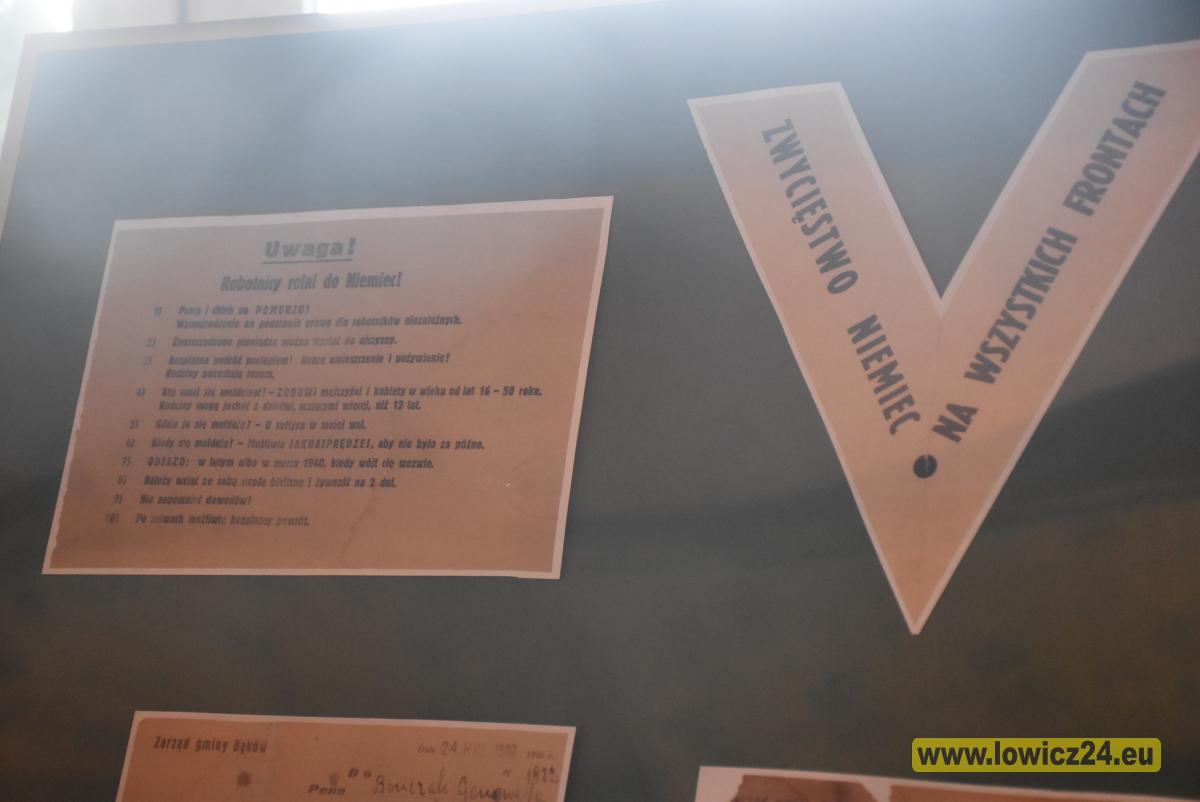 Uwaga!
Robotnicy rolni do Niemiec!
1) Praca i chleb na POMORZU!
Wynagrodzenie na podstawie prawa dla robotników niezależnych.
2) Zaoszczędzone pieniądze można wysłać do ojczyzny.
3) Bezpłatna podróż pociągiem! Dobre umieszczenie i pożywienie!
Rodziny pozostają razem.
4) Kto musi się meldować? – ZDROWI mężczyźni i kobiety w wieku od lat 16 – 50 roku.
Rodziny mogą jechać z dziećmi, mającymi więcej, niż 12 lat.
5) Gdzie ja się melduję? – U sołtysa w mojej wsi.
6) Kiedy się melduję? – Możliwie JAKNAJPRĘDZEJ, aby nie było za późno.
7) ODJAZD: w lutym albo w marcu 1940, kiedy wójt cię wezwie.
8) Należy wziąć ze sobą ciepłą bieliznę i żywność na 2 dni.
9) Nie zapomnieć dowodów!
10) Po żniwach możliwie bezpłatny powrót.
ZWYCIĘSTWO NIEMIEC
NA WSZYSTKICH FRONTACH
Zarząd gminy Bąków
Dnia 24 1940 r.
Do
Pana
1922
www.lowicz24.eu